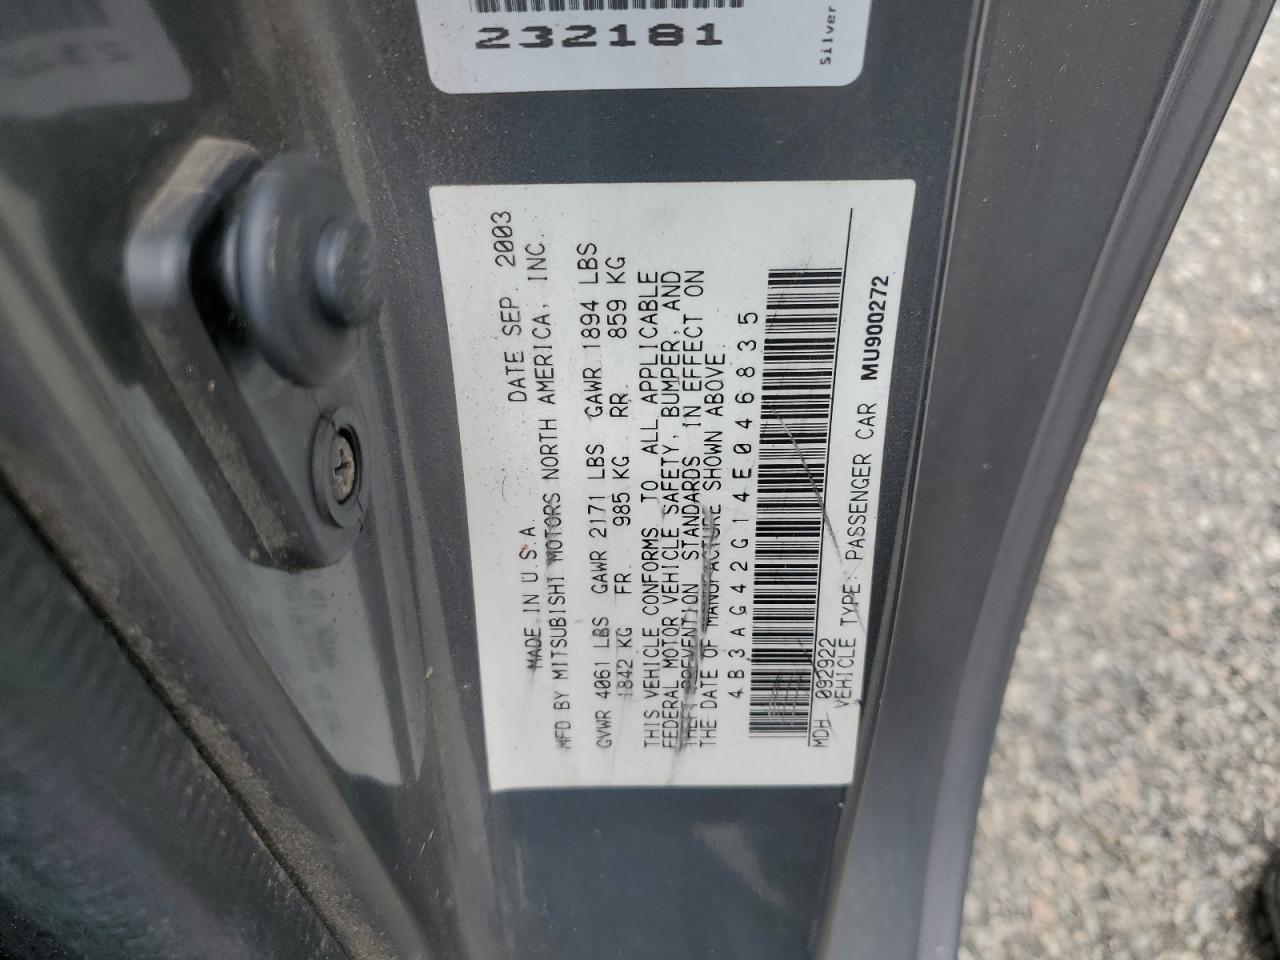 232181
Silver
MADE IN U.S.A. DATE SEP. 2003
MFD BY MITSUBISHI MOTORS NORTH AMERICA, INC.
GVWR 4061 LBS GAWR 2171 LBS GAWR 1894 LBS
1842 KG FR. 985 KG RR. 859 KG
THIS VEHICLE CONFORMS TO ALL APPLICABLE
FEDERAL MOTOR VEHICLE SAFETY, BUMPER, AND
THEFT PREVENTION STANDARDS IN EFFECT ON
THE DATE OF MANUFACTURE SHOWN ABOVE.
4B3AG42G14E046835
MDH 092922
VEHICLE TYPE: PASSENGER CAR MU900272